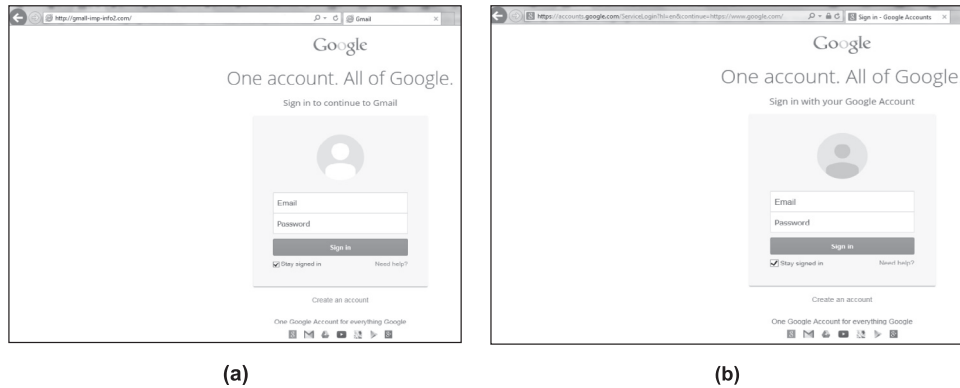 http://gmall-imp-info2.com/
Gmail
Google
One account. All of Google.
Sign in to continue to Gmail
Email
Password
Sign in
Stay signed in Need help?
Create an account
One Google Account for everything Google
(a)
https://accounts.google.com/ServiceLogin?hl=en&continue=https://www.google.com/
Sign in - Google Accounts
Google
One account. All of Google
Sign in with your Google Account
Email
Password
Sign in
Stay signed in Need help?
Create an account
One Google Account for everything Google
(b)